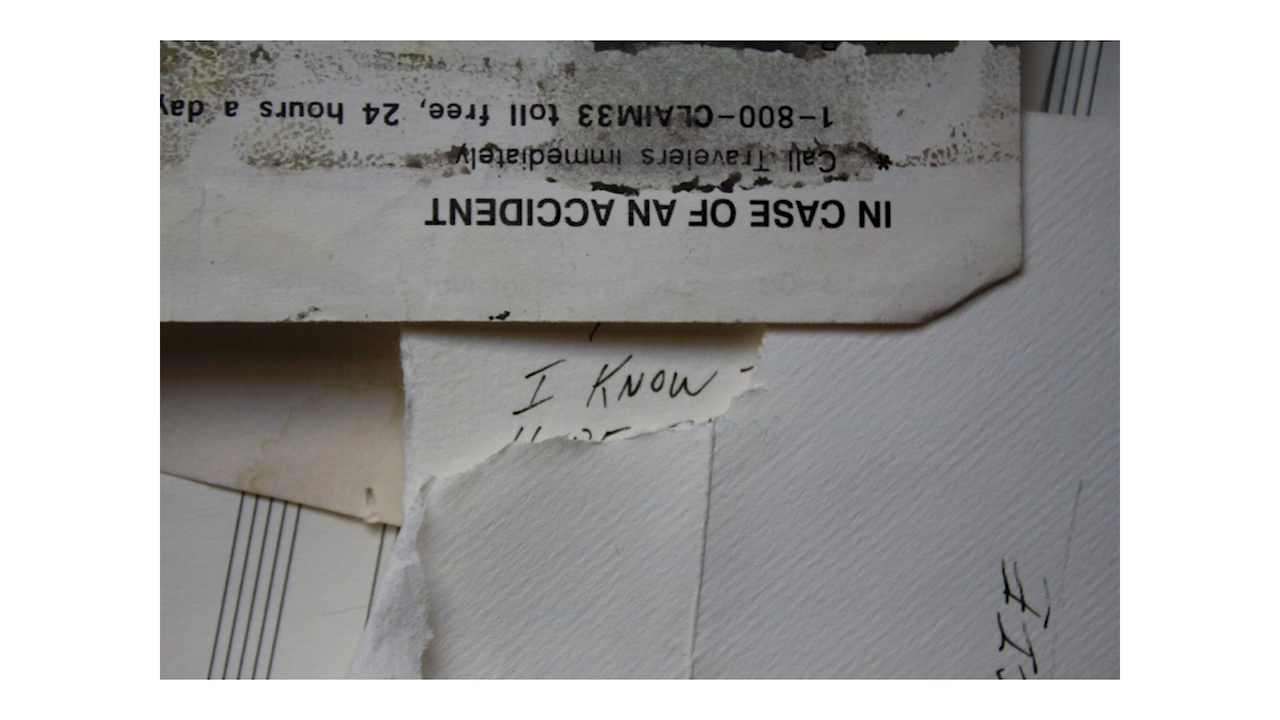 IN CASE OF AN ACCIDENT
* Call Travelers immediately
1-800-CLAIM33 toll free, 24 hours a day
I KNOW -